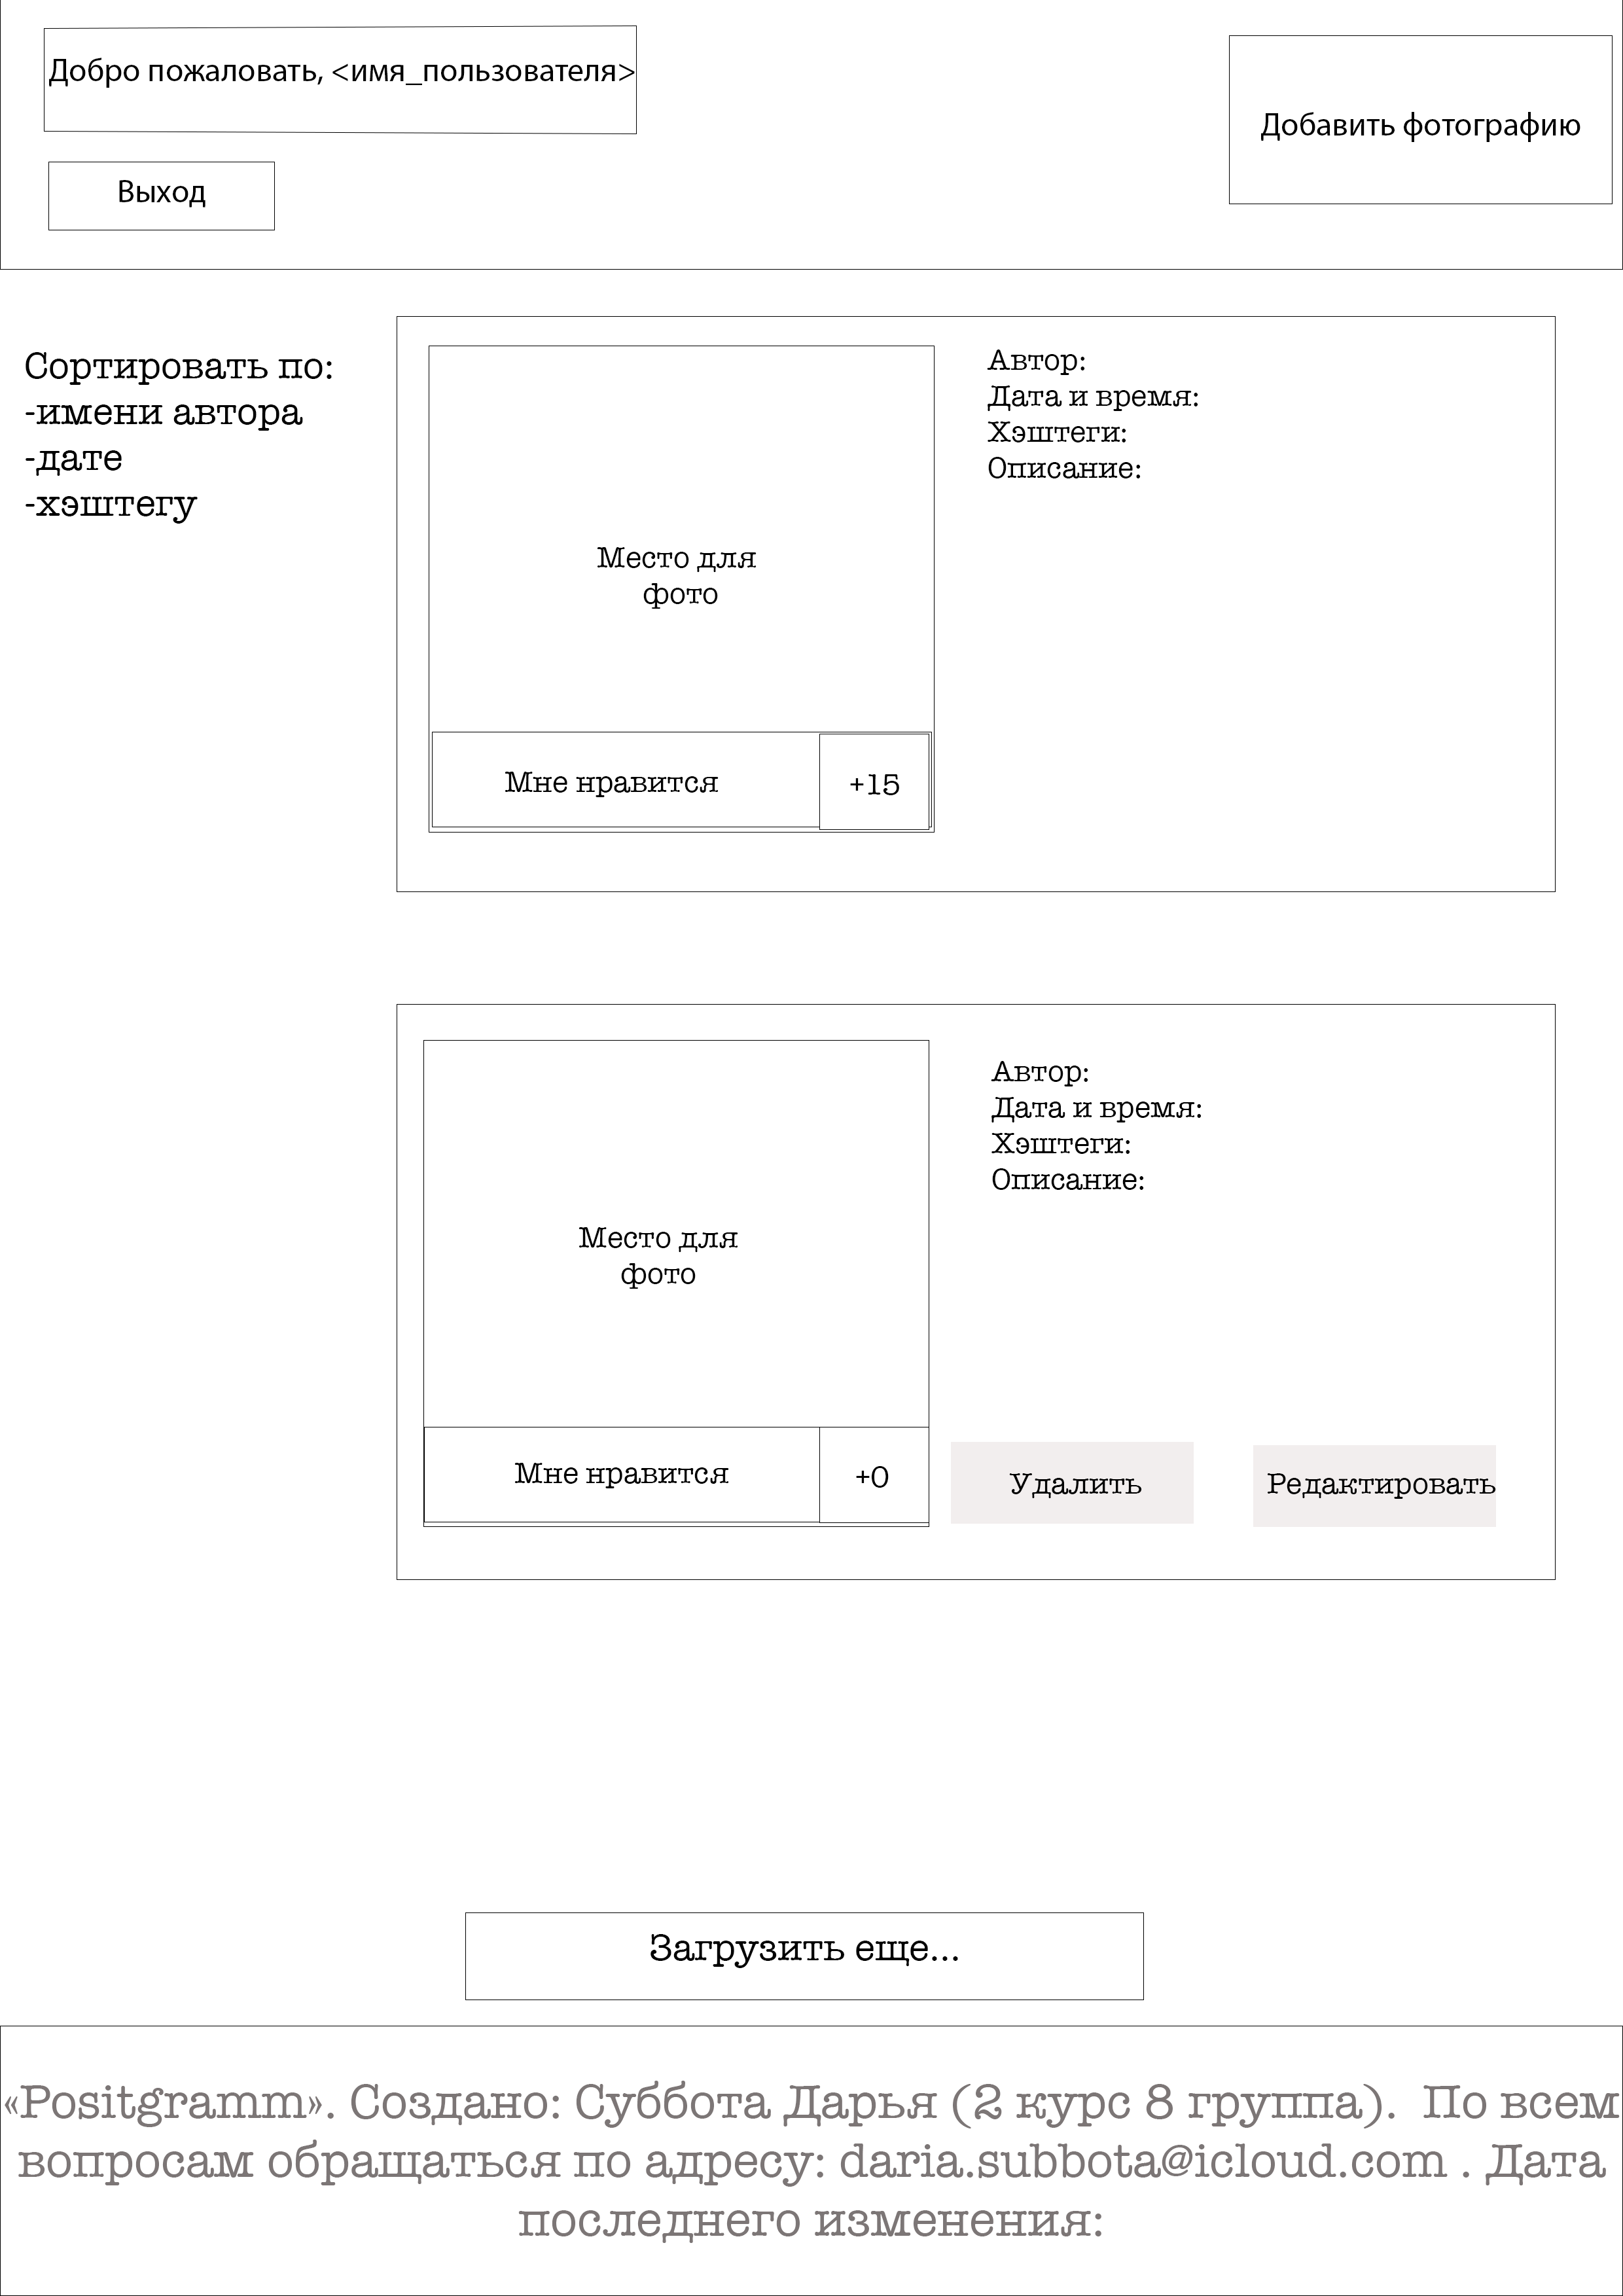 Добро пожаловать, <имя_пользователя>
Добавить фотографию
Выход
Сортировать по:
-имени автора
-дате
-хэштегу
Автор:
Дата и время:
Хэштеги:
Описание:
Место для
фото
Мне нравится
+15
Автор:
Дата и время:
Хэштеги:
Описание:
Место для
фото
Мне нравится
+0
Удалить
Редактировать
Загрузить еще...
«Positgramm». Создано: Суббота Дарья (2 курс 8 группа).  По всем
вопросам обращаться по адресу: daria.subbota@icloud.com . Дата
последнего изменения: